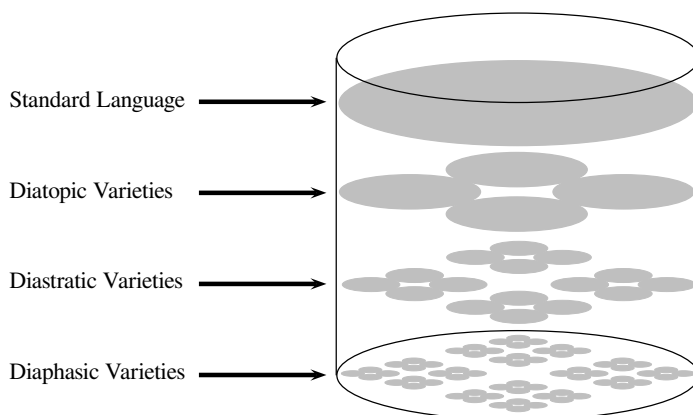 Standard Language
Diatopic Varieties
Diastratic Varieties
Diaphasic Varieties